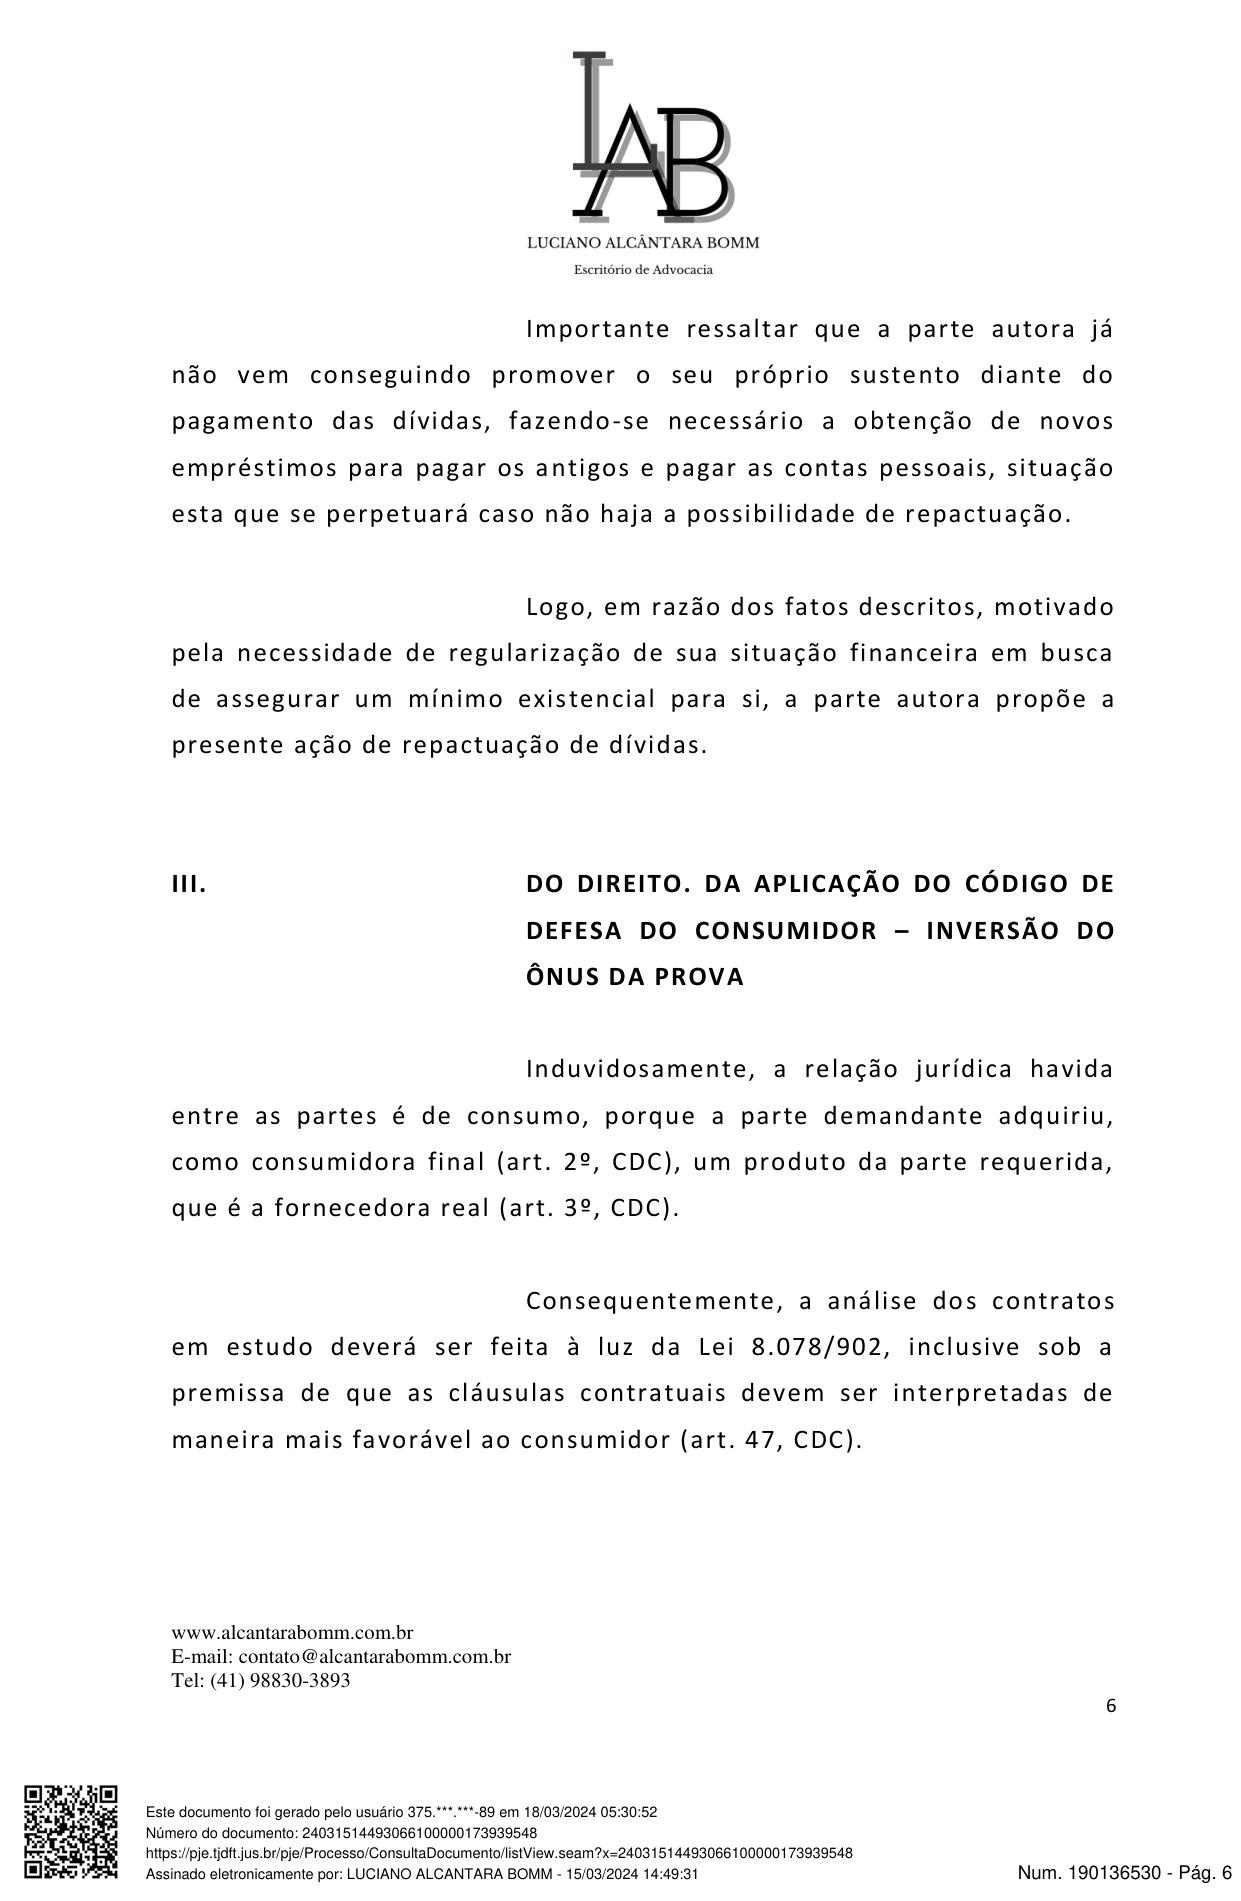 LAB
LUCIANO ALCÂNTARA BOMM
Escritório de Advocacia
Importante ressaltar que a parte autora já
não vem conseguindo promover o seu próprio sustento diante do
pagamento das dívidas, fazendo-se necessário a obtenção de novos
empréstimos para pagar os antigos e pagar as contas pessoais, situação
esta que se perpetuará caso não haja a possibilidade de repactuação.
Logo, em razão dos fatos descritos, motivado
pela necessidade de regularização de sua situação financeira em busca
de assegurar um mínimo existencial para si, a parte autora propõe a
presente ação de repactuação de dívidas.
III. DO DIREITO. DA APLICAÇÃO DO CÓDIGO DE
DEFESA DO CONSUMIDOR – INVERSÃO DO
ÔNUS DA PROVA
Induvidosamente, a relação jurídica havida
entre as partes é de consumo, porque a parte demandante adquiriu,
como consumidora final (art. 2º, CDC), um produto da parte requerida,
que é a fornecedora real (art. 3º, CDC).
Consequentemente, a análise dos contratos
em estudo deverá ser feita à luz da Lei 8.078/902, inclusive sob a
premissa de que as cláusulas contratuais devem ser interpretadas de
maneira mais favorável ao consumidor (art. 47, CDC).
www.alcantarabomm.com.br
E-mail: contato@alcantarabomm.com.br
Tel: (41) 98830-3893
6
Este documento foi gerado pelo usuário 375.***.***-89 em 18/03/2024 05:30:52
Número do documento: 24031514493066100000173939548
https://pje.tjdft.jus.br/pje/Processo/ConsultaDocumento/listView.seam?x=24031514493066100000173939548
Assinado eletronicamente por: LUCIANO ALCANTARA BOMM - 15/03/2024 14:49:31
Num. 190136530 - Pág. 6